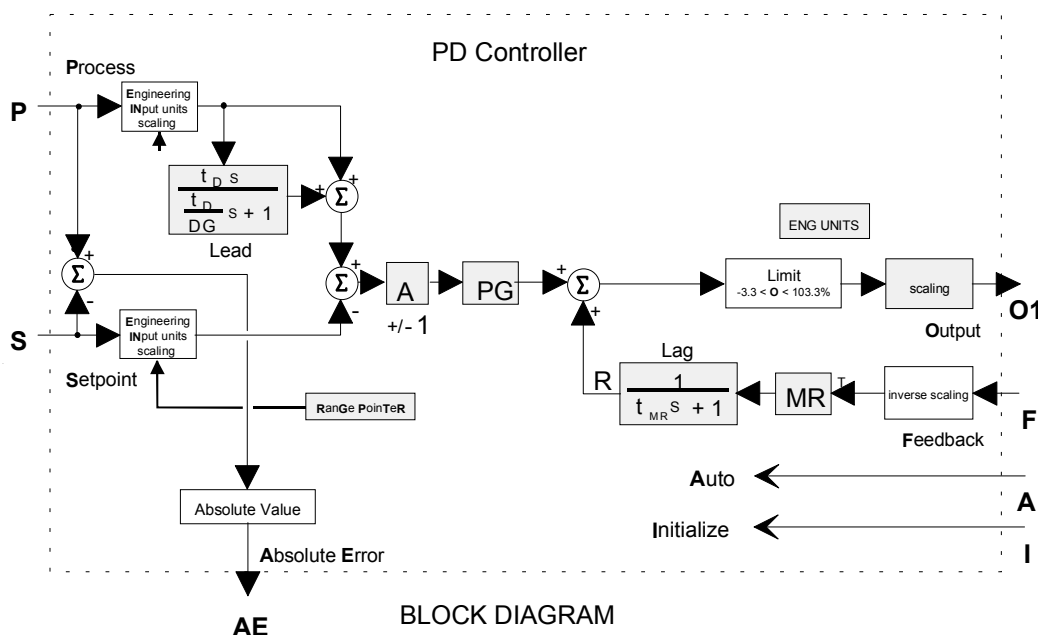 PD Controller
Process
P
Engineering
INput units
scaling
t D S
t D
DG
S + 1
Lead
+
+
Σ
+
Σ
-
+
Σ
-
A
+/- 1
PG
+
Σ
+
ENG UNITS
Limit
-3.3 < O < 103.3%
scaling
O1
Output
S
Engineering
INput units
scaling
Setpoint
RanGe PoinTeR
Lag
R
1
t MR S + 1
MR
T
inverse scaling
F
Feedback
Auto
A
Initialize
I
Absolute Value
Absolute Error
AE
BLOCK DIAGRAM